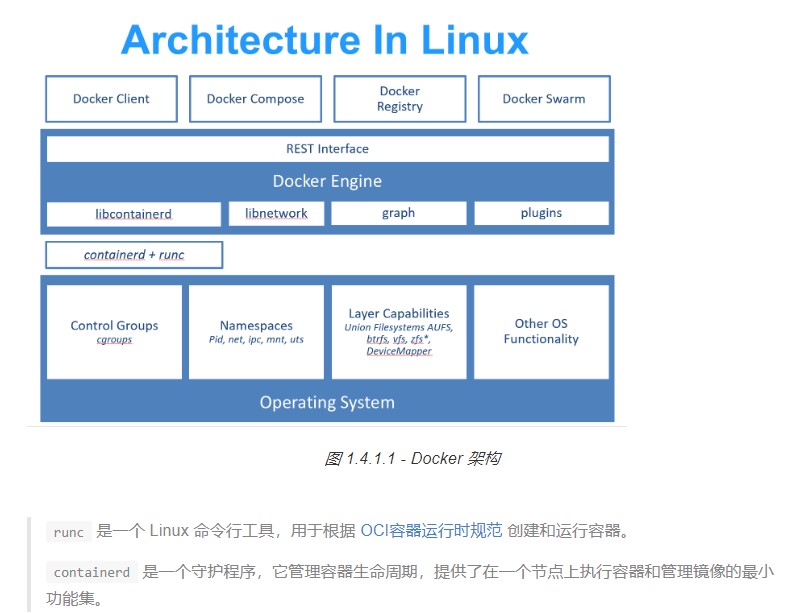 Architecture In Linux
Docker Client
Docker Compose
Docker
Registry
Docker Swarm
REST Interface
Docker Engine
libcontainerd
libnetwork
graph
plugins
containerd + runc
Control Groups
cgroups
Namespaces
Pid, net, ipc, mnt, uts
Layer Capabilities
Union Filesystems AUFS,
btrfs, vfs, zfs*,
DeviceMapper
Other OS
Functionality
Operating System
图 1.4.1.1 - Docker 架构
runc 是一个 Linux 命令行工具，用于根据 OCI容器运行时规范 创建和运行容器。
containerd 是一个守护程序，它管理容器生命周期，提供了在一个节点上执行容器和管理镜像的最小
功能集。